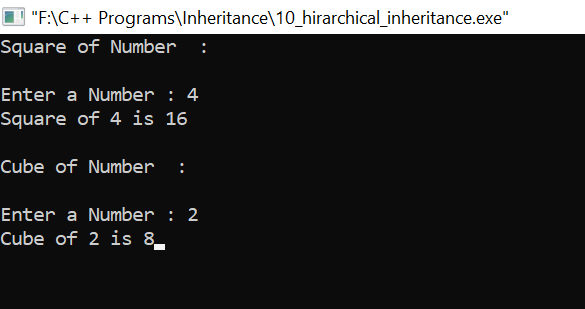 "F:\C++ Programs\Inheritance\10_hirarchical_inheritance.exe"
Square of Number  :
Enter a Number : 4
Square of 4 is 16
Cube of Number  :
Enter a Number : 2
Cube of 2 is 8